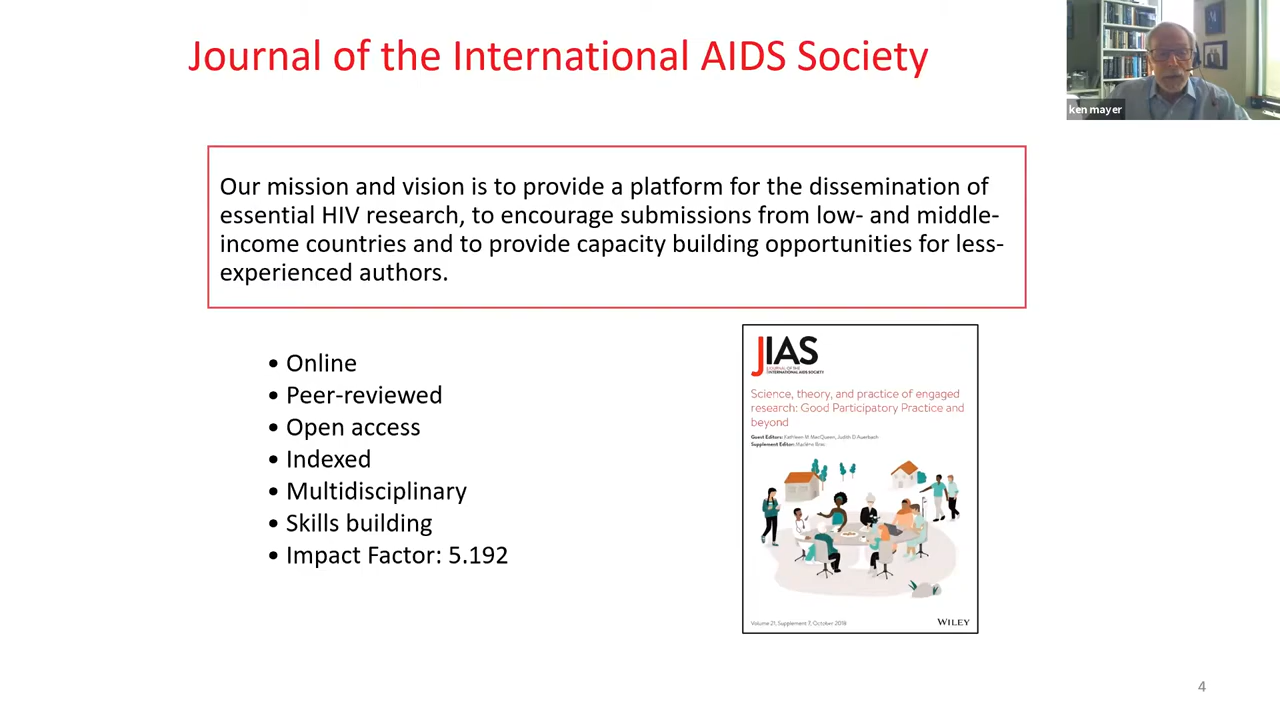 Journal of the International AIDS Society
ken mayer
Our mission and vision is to provide a platform for the dissemination of
essential HIV research, to encourage submissions from low- and middle-
income countries and to provide capacity building opportunities for less-
experienced authors.
• Online
• Peer-reviewed
• Open access
• Indexed
• Multidisciplinary
• Skills building
• Impact Factor: 5.192
JIAS
JOURNAL OF THE
INTERNATIONAL AIDS SOCIETY
Science, theory, and practice of engaged
research: Good Participatory Practice and
beyond
Guest Editors: Kathleen M MacQueen, Judith D Auerbach
Supplement Editor: Marlène Bras
Volume 21, Supplement 7, October 2018
WILEY
4